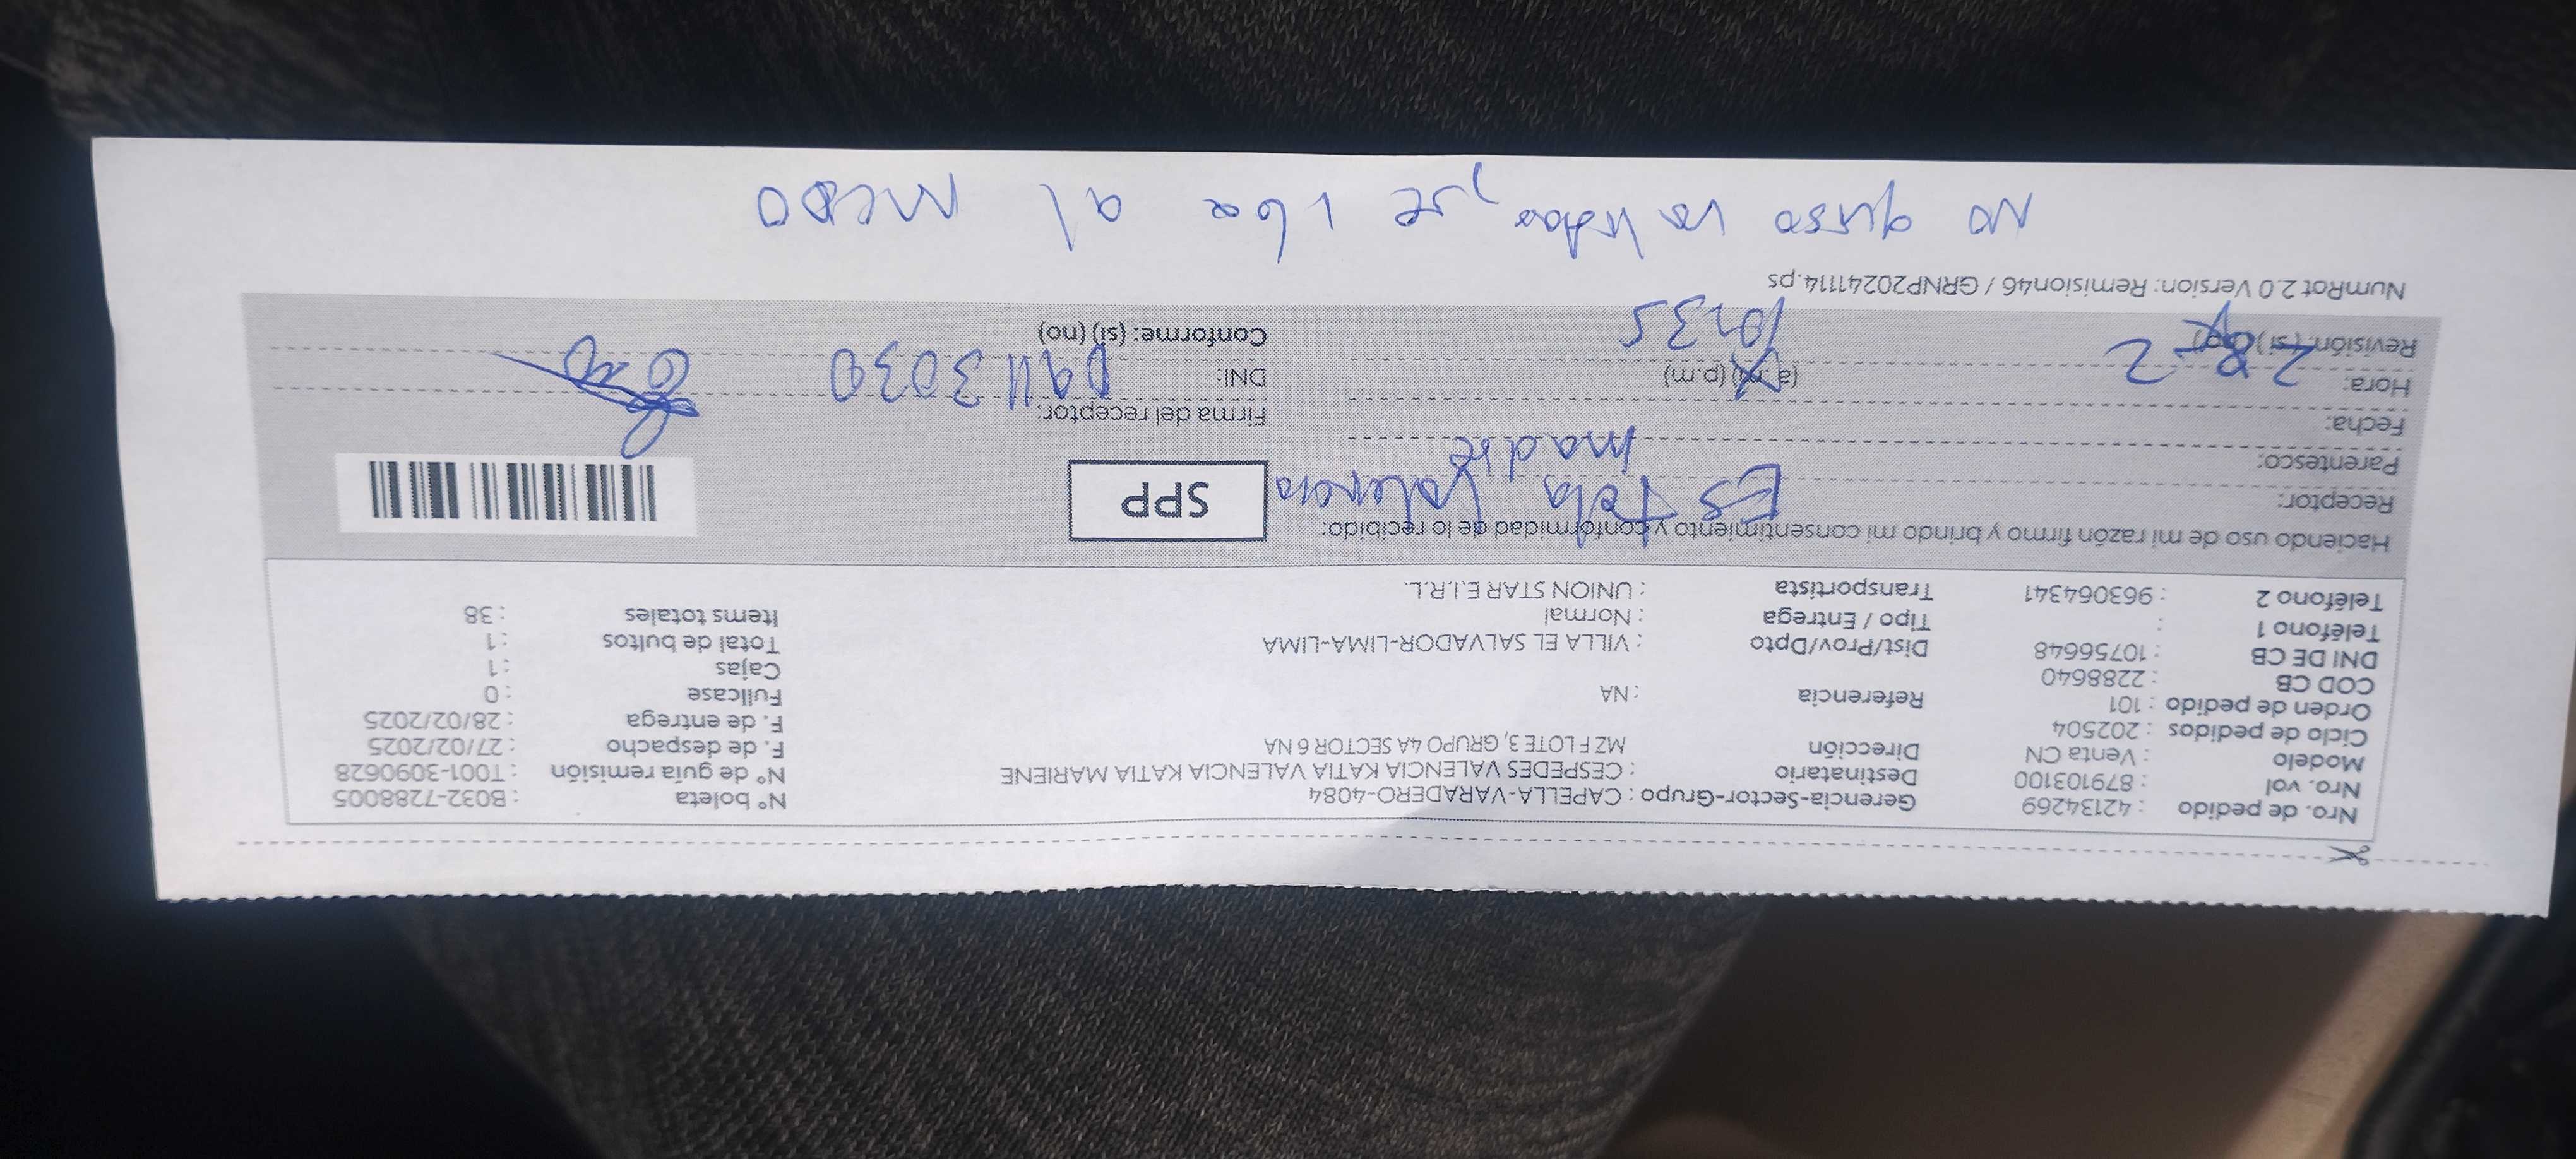 Nro. de pedido : 42134269 Gerencia-Sector-Grupo : CAPELLA-VARADERO-4084 N° boleta : B032-7288005
Nro. vol : 879103100 Destinatario : CESPEDES VALENCIA KATIA VALENCIA KATIA MARIENE N° de guía remisión : T001-3090628
Modelo : Venta CN Dirección MZ F LOTE 3, GRUPO 4A SECTOR 6 NA F. de despacho : 27/02/2025
Ciclo de pedidos : 202504 F. de entrega : 28/02/2025
Orden de pedido : 101 Referencia : NA Fullcase : 0
COD CB : 2288640 Cajas : 1
DNI DE CB : 10756648 Dist/Prov/Dpto : VILLA EL SALVADOR-LIMA-LIMA Total de bultos : 1
Teléfono 1 : Tipo / Entrega : Normal Items totales : 38
Teléfono 2 : 963064341 Transportista : UNION STAR E.I.R.L.
Haciendo uso de mi razón firmo y brindo mi consentimiento y conformidad de lo recibido:
Receptor: Estela Valencia SPP
Parentesco: madre
Fecha: 28-2 Firma del receptor:
Hora: 10:35 (a.m) (p.m) DNI:
Revisión: (si) (no) Conforme: (si) (no)
NumRot 2.0 Version: Remision46 / GRNP20241114.ps
No quiso se al